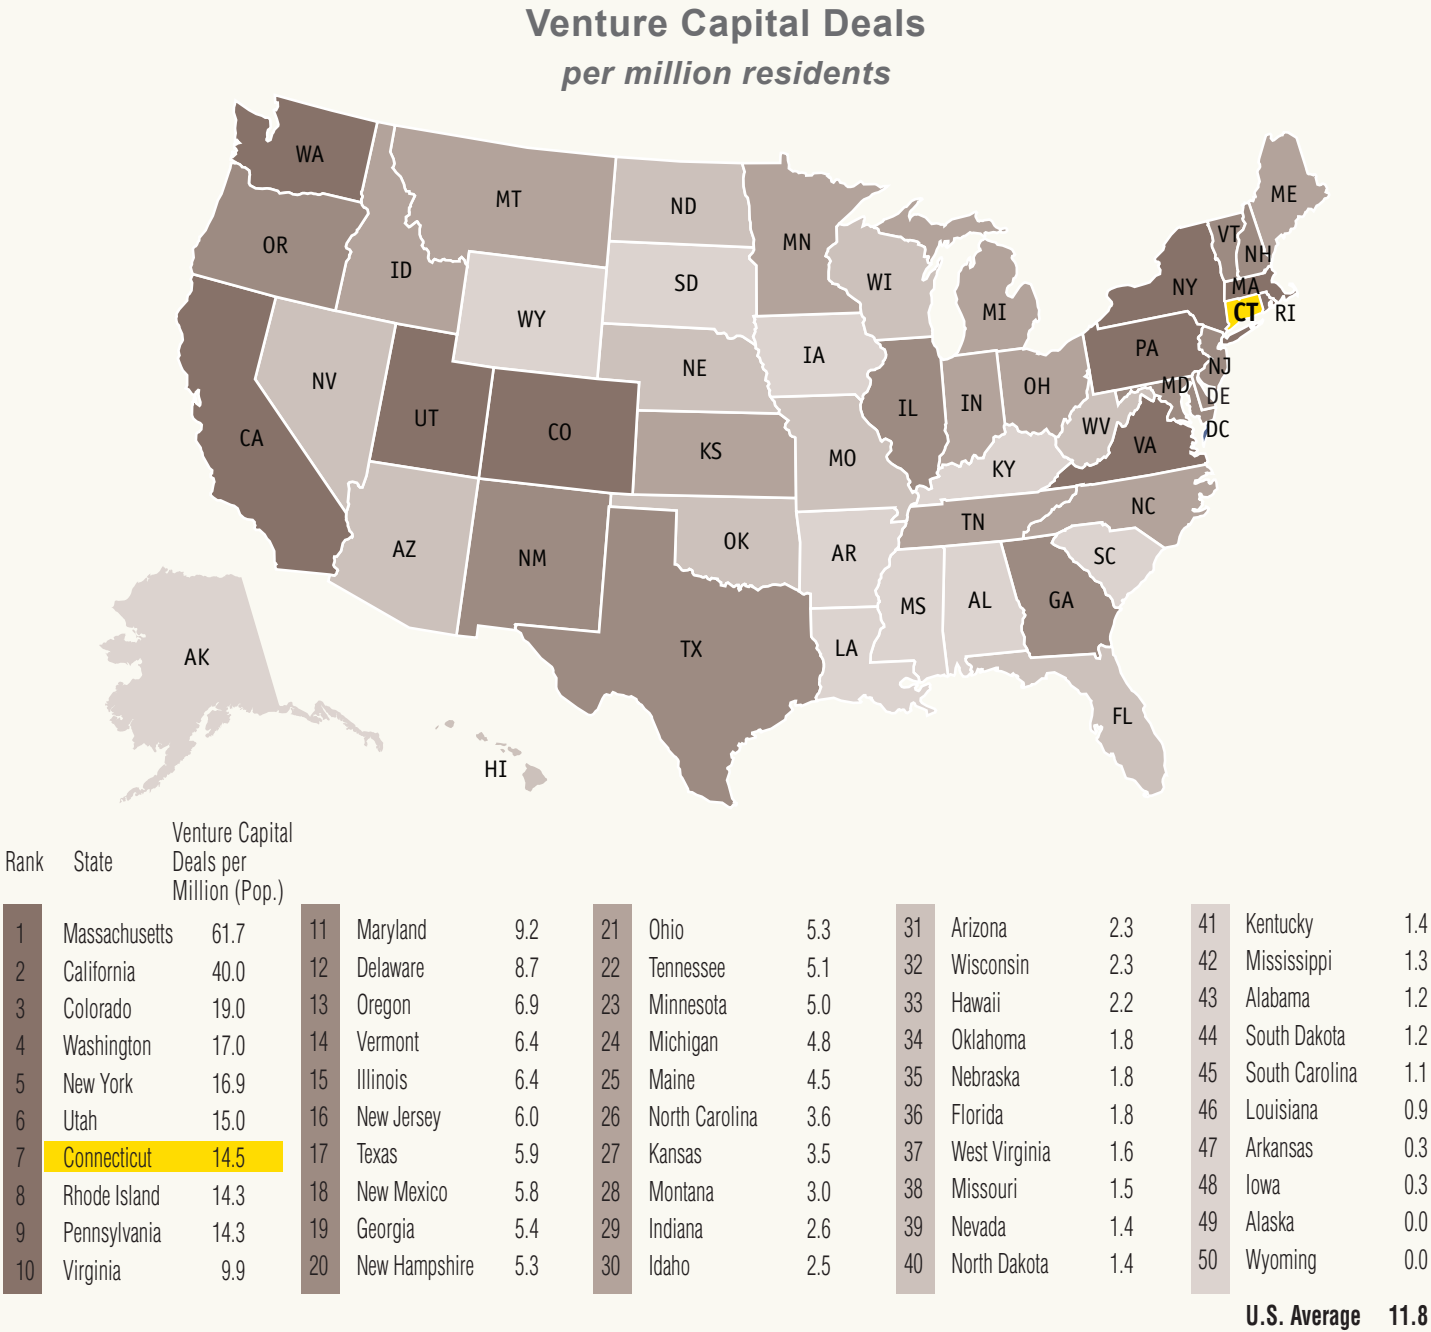 Venture Capital Deals
per million residents
WA
MT
ND
ME
OR
MN
VT
NH
ID
SD
WI
NY
MA
WY
MI
CT
RI
IA
PA
NV
NE
OH
NJ
MD
DE
IL
IN
UT
CO
CA
WV
DC
VA
KS
MO
KY
NC
TN
AZ
NM
OK
AR
SC
MS
AL
GA
TX
LA
AK
FL
HI
Rank State Venture Capital
Deals per
Million (Pop.)
1 Massachusetts 61.7
2 California 40.0
3 Colorado 19.0
4 Washington 17.0
5 New York 16.9
6 Utah 15.0
7 Connecticut 14.5
8 Rhode Island 14.3
9 Pennsylvania 14.3
10 Virginia 9.9
11 Maryland 9.2
12 Delaware 8.7
13 Oregon 6.9
14 Vermont 6.4
15 Illinois 6.4
16 New Jersey 6.0
17 Texas 5.9
18 New Mexico 5.8
19 Georgia 5.4
20 New Hampshire 5.3
21 Ohio 5.3
22 Tennessee 5.1
23 Minnesota 5.0
24 Michigan 4.8
25 Maine 4.5
26 North Carolina 3.6
27 Kansas 3.5
28 Montana 3.0
29 Indiana 2.6
30 Idaho 2.5
31 Arizona 2.3
32 Wisconsin 2.3
33 Hawaii 2.2
34 Oklahoma 1.8
35 Nebraska 1.8
36 Florida 1.8
37 West Virginia 1.6
38 Missouri 1.5
39 Nevada 1.4
40 North Dakota 1.4
41 Kentucky 1.4
42 Mississippi 1.3
43 Alabama 1.2
44 South Dakota 1.2
45 South Carolina 1.1
46 Louisiana 0.9
47 Arkansas 0.3
48 Iowa 0.3
49 Alaska 0.0
50 Wyoming 0.0
U.S. Average 11.8